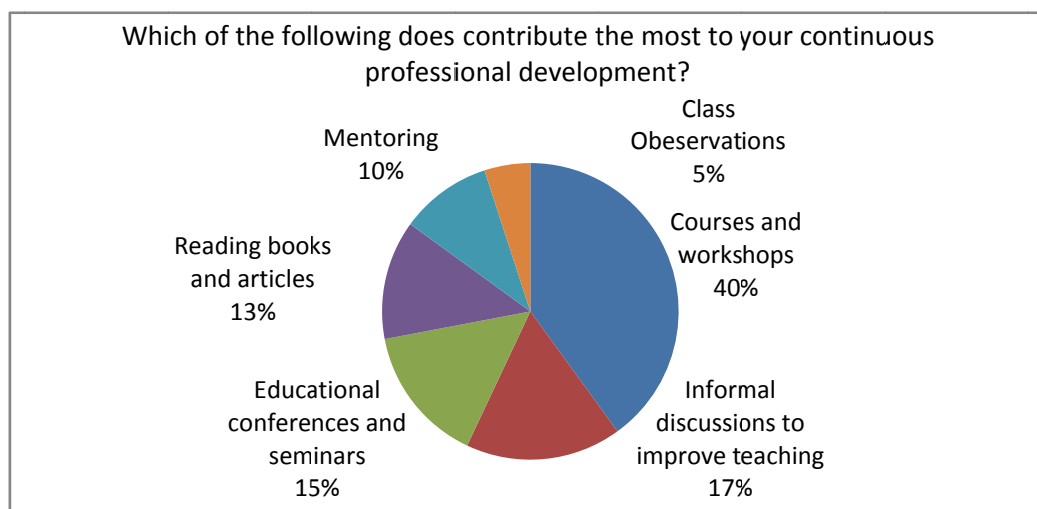 Which of the following does contribute the most to your continuous
professional development?
Class
Obeservations
5%
Courses and
workshops
40%
Informal
discussions to
improve teaching
17%
Educational
conferences and
seminars
15%
Reading books
and articles
13%
Mentoring
10%